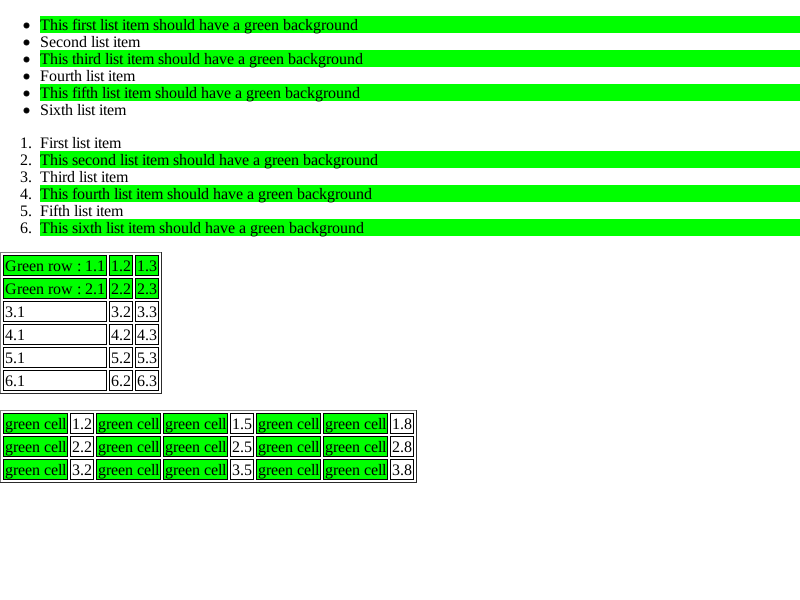 • This first list item should have a green background
• Second list item
• This third list item should have a green background
• Fourth list item
• This fifth list item should have a green background
• Sixth list item
1. First list item
2. This second list item should have a green background
3. Third list item
4. This fourth list item should have a green background
5. Fifth list item
6. This sixth list item should have a green background
Green row : 1.1 1.2 1.3
Green row : 2.1 2.2 2.3
3.1 3.2 3.3
4.1 4.2 4.3
5.1 5.2 5.3
6.1 6.2 6.3
green cell 1.2 green cell green cell 1.5 green cell green cell 1.8
green cell 2.2 green cell green cell 2.5 green cell green cell 2.8
green cell 3.2 green cell green cell 3.5 green cell green cell 3.8